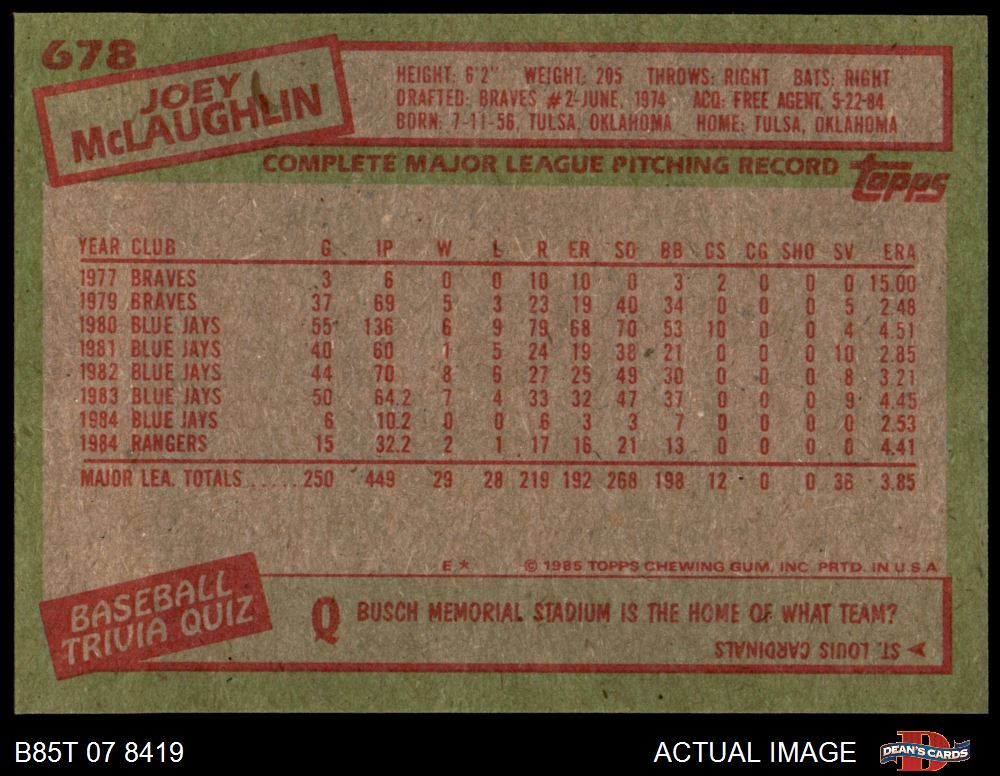 678
JOEY
McLAUGHLIN
HEIGHT: 6'2" WEIGHT: 205 THROWS: RIGHT BATS: RIGHT
DRAFTED: BRAVES #2-JUNE, 1974 ACQ: FREE AGENT, 5-22-84
BORN: 7-11-56, TULSA, OKLAHOMA HOME: TULSA, OKLAHOMA
COMPLETE MAJOR LEAGUE PITCHING RECORD
topps
YEAR CLUB G IP W L R ER SO BB GS CG SHO SV ERA
1977 BRAVES 3 6 0 0 10 10 0 3 2 0 0 0 15.00
1979 BRAVES 37 69 5 3 23 19 40 34 0 0 0 5 2.48
1980 BLUE JAYS 55 136 6 9 79 68 70 53 10 0 0 4 4.51
1981 BLUE JAYS 40 60 1 5 24 19 38 21 0 0 0 10 2.85
1982 BLUE JAYS 44 70 8 6 27 25 49 30 0 0 0 8 3.21
1983 BLUE JAYS 50 64.2 7 4 33 32 47 37 0 0 0 9 4.45
1984 BLUE JAYS 6 10.2 0 0 6 3 3 7 0 0 0 0 2.53
1984 RANGERS 15 32.2 2 1 17 16 21 13 0 0 0 0 4.41
MAJOR LEA. TOTALS ..... 250 449 29 28 219 192 268 198 12 0 0 36 3.85
E* © 1985 TOPPS CHEWING GUM, INC. PRTD. IN U.S.A.
BASEBALL
TRIVIA QUIZ
Q BUSCH MEMORIAL STADIUM IS THE HOME OF WHAT TEAM?
ST. LOUIS CARDINALS
B85T 07 8419
ACTUAL IMAGE
DEAN'S CARDS